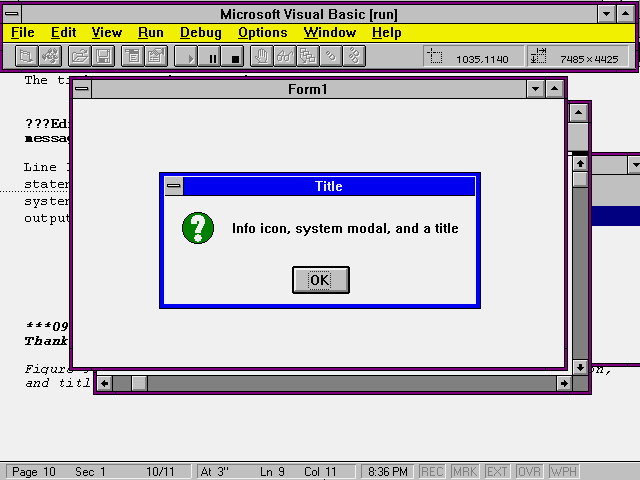 Microsoft Visual Basic [run]
File Edit View Run Debug Options Window Help
1035,1140 7485×4425
The ti
Form1
???Edi
messag
Line 1
statem
system
output
Title
Info icon, system modal, and a title
OK
***09
Thank
Figure
on,
and titl
Page 10 Sec 1 10/11 At 3" Ln 9 Col 11 8:36 PM REC MRK EXT OVR WPH